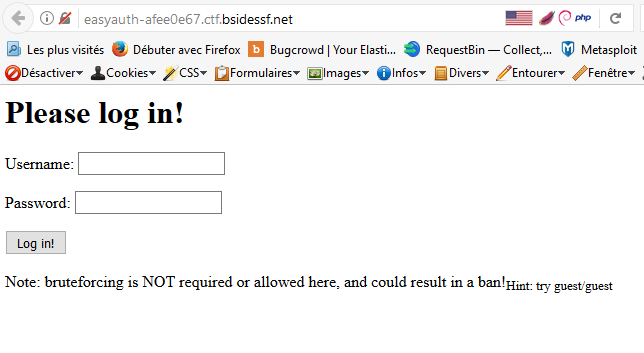 easyauth-afee0e67.ctf.bsidessf.net
php
Les plus visités Débuter avec Firefox Bugcrowd | Your Elasti... RequestBin — Collect,... Metasploit
Désactiver Cookies CSS Formulaires Images Infos Divers Entourer Fenêtre
Please log in!
Username:
Password:
Log in!
Note: bruteforcing is NOT required or allowed here, and could result in a ban!Hint: try guest/guest